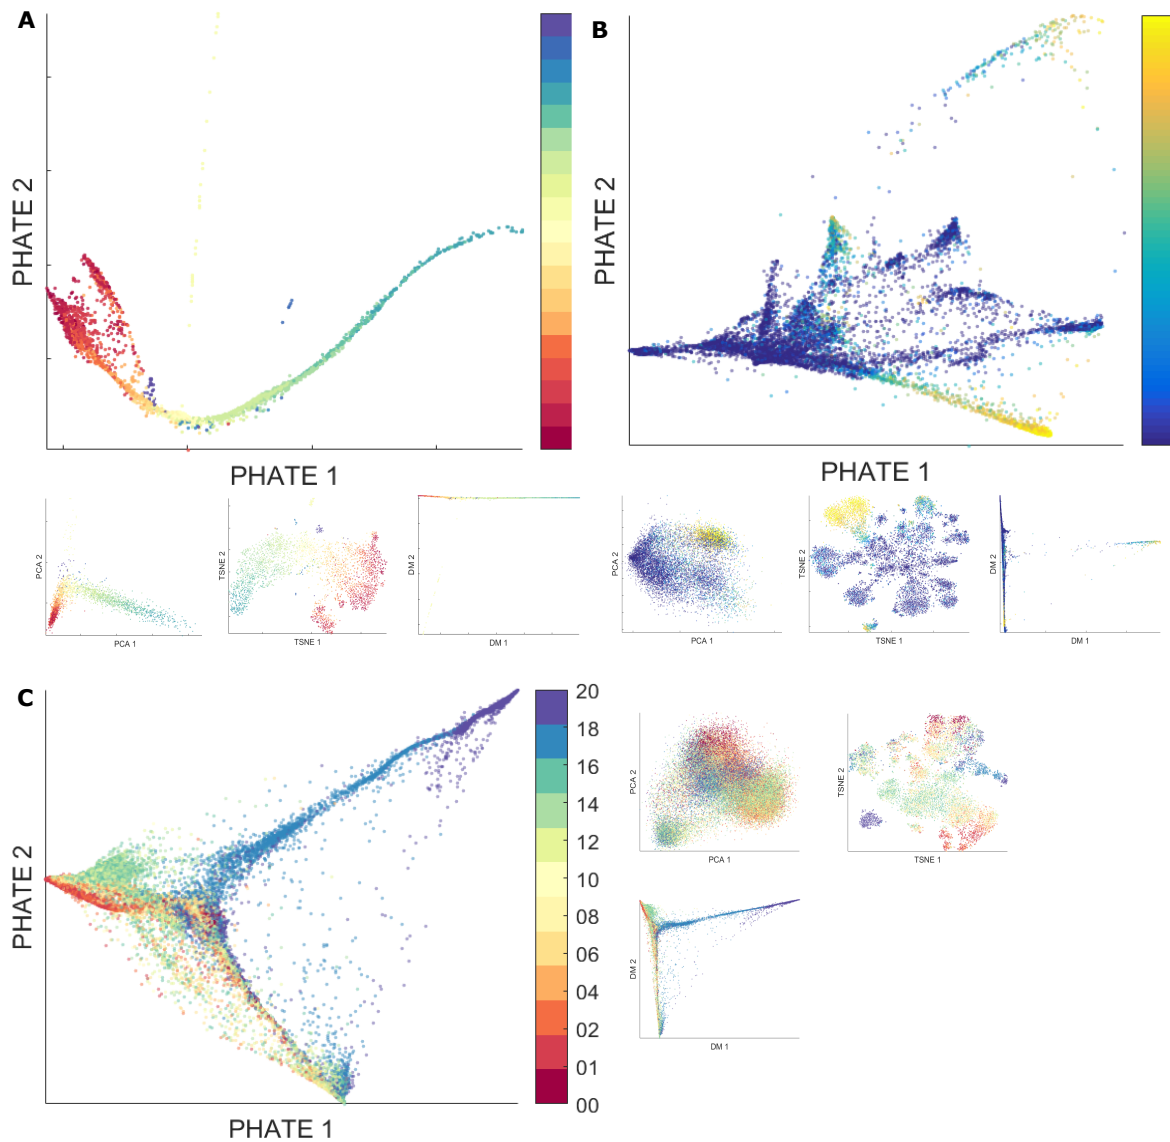 A
B
PHATE 2
PHATE 1
PHATE 2
PHATE 1
PCA 2
PCA 1
TSNE 2
TSNE 1
DM 2
DM 1
PCA 2
PCA 1
TSNE 2
TSNE 1
DM 2
DM 1
C
PHATE 2
PHATE 1
20
18
16
14
12
10
08
06
04
02
01
00
PCA 2
PCA 1
TSNE 2
TSNE 1
DM 2
DM 1